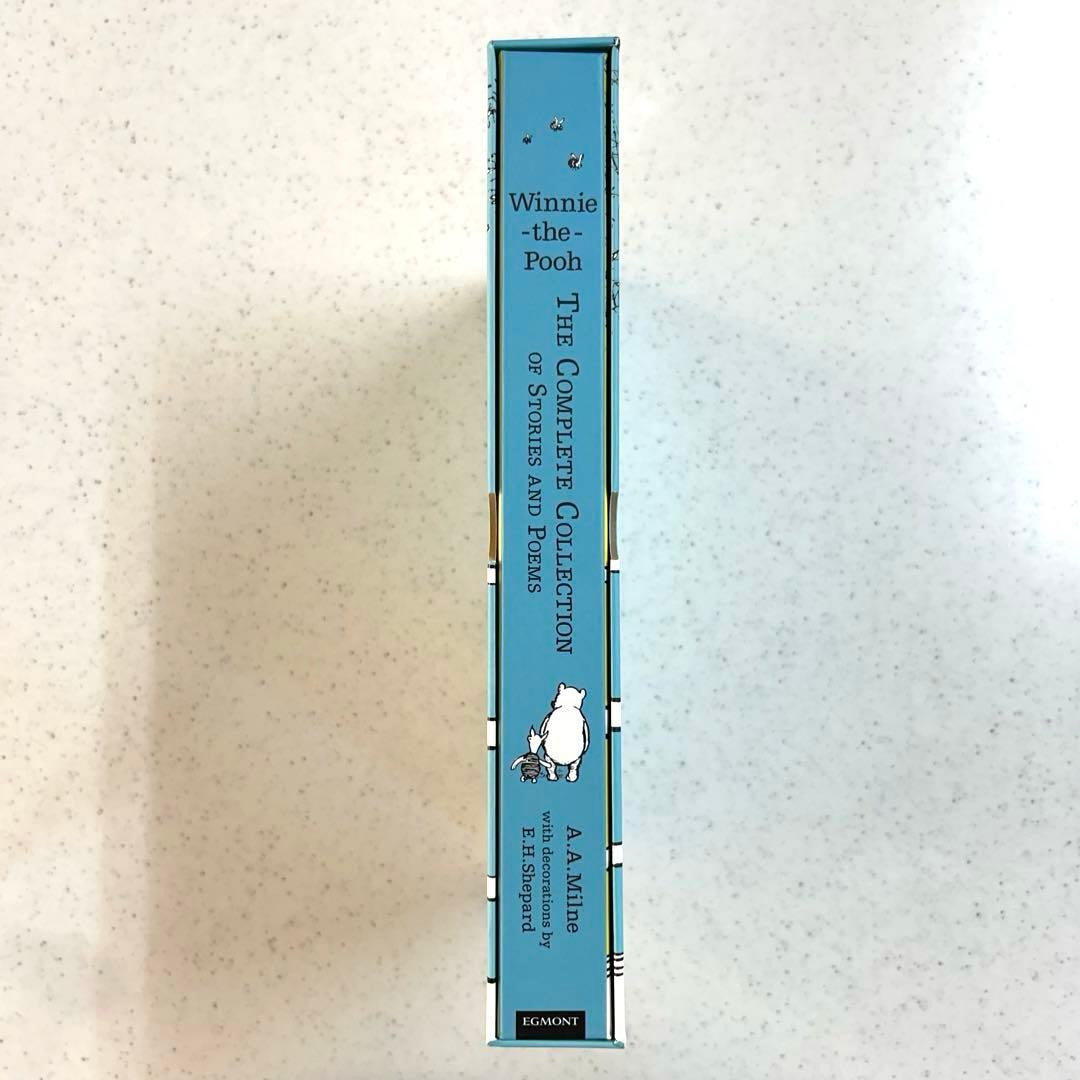 Winnie
-the-
Pooh
THE COMPLETE COLLECTION
OF STORIES AND POEMS
A.A.Milne
with decorations by
E.H.Shepard
EGMONT